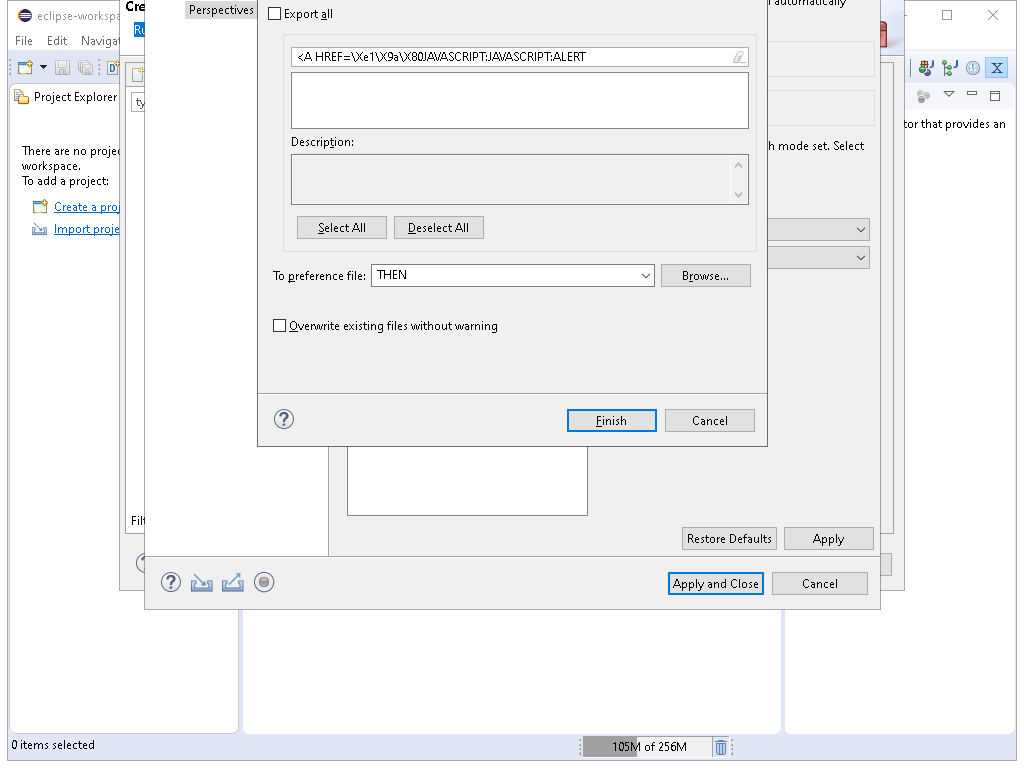 eclipse-workspa
Cre
Ru
Perspectives
Export all
l automatically
File Edit Navigat
<A HREF=\Xe1\X9a\X80JAVASCRIPT:JAVASCRIPT:ALERT
Project Explorer
ty
tor that provides an
Description:
h mode set. Select
There are no projec
workspace.
To add a project:
Create a proj
Import proje
Select All
Deselect All
To preference file:
THEN
Browse...
Overwrite existing files without warning
Finish
Cancel
Filt
Restore Defaults
Apply
Apply and Close
Cancel
0 items selected
105M of 256M